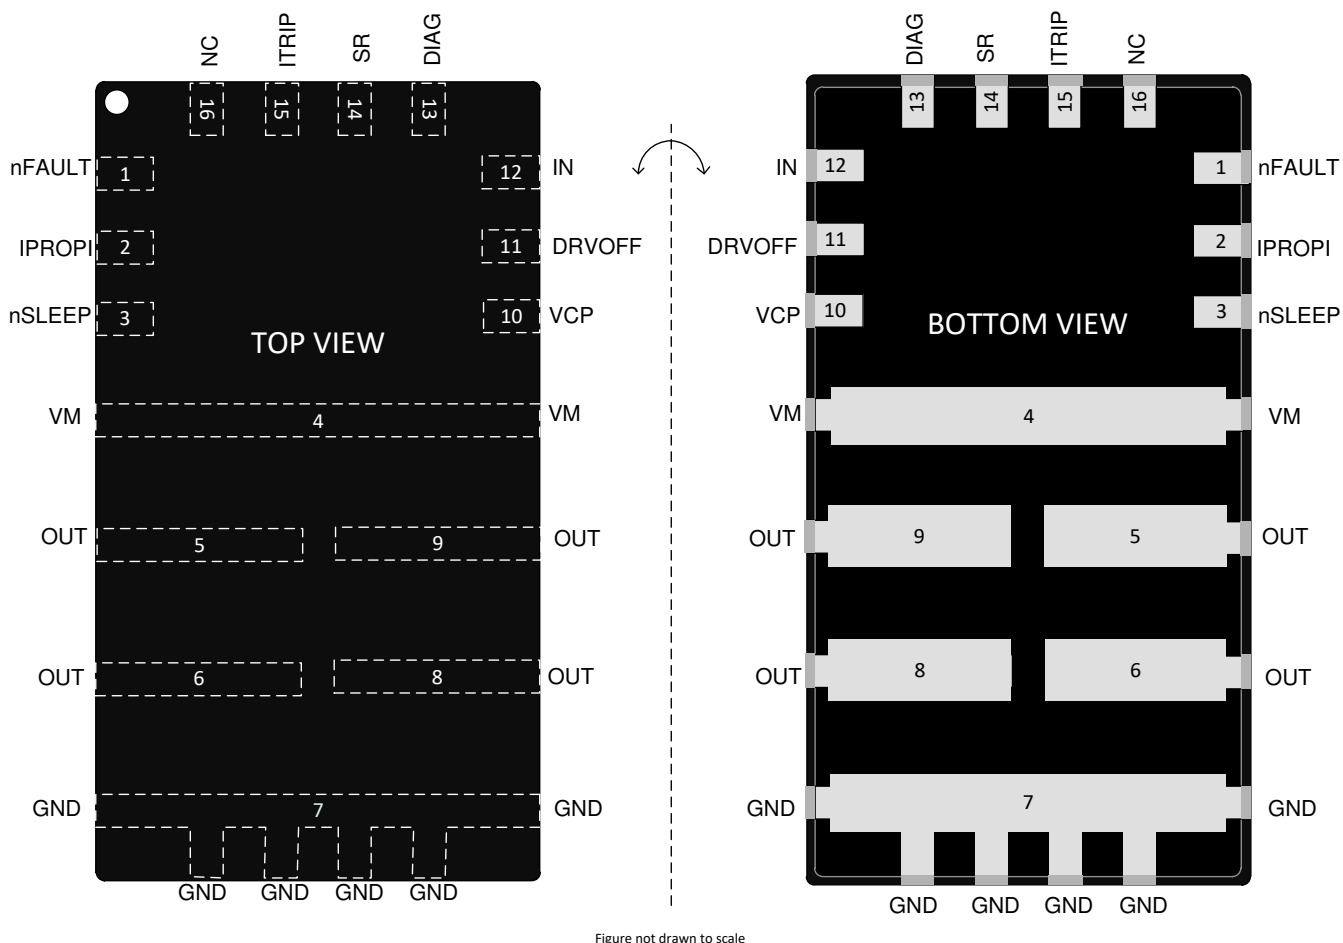 NC ITRIP SR DIAG
16 15 14 13
nFAULT 1 12 IN
IPROPI 2 11 DRVOFF
nSLEEP 3 10 VCP
TOP VIEW
VM 4 VM
OUT 5 9 OUT
OUT 6 8 OUT
GND 7 GND
GND GND GND GND
DIAG SR ITRIP NC
13 14 15 16
IN 12 1 nFAULT
DRVOFF 11 2 IPROPI
VCP 10 3 nSLEEP
BOTTOM VIEW
VM 4 VM
OUT 9 5 OUT
OUT 8 6 OUT
GND 7 GND
GND GND GND GND
Figure not drawn to scale